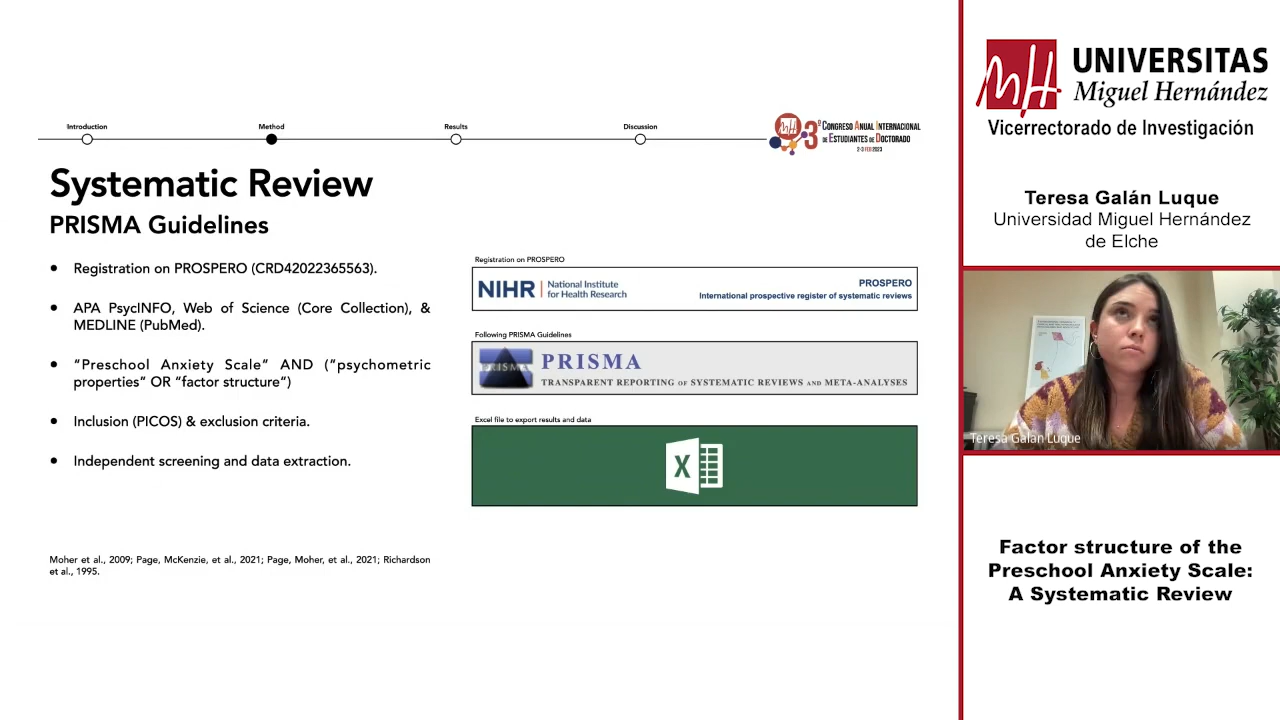 Introduction
Method
Results
Discussion
3º CONGRESO ANUAL INTERNACIONAL
DE ESTUDIANTES DE DOCTORADO
2-3 FEB 2023
Systematic Review
PRISMA Guidelines
• Registration on PROSPERO (CRD42022365563).
• APA PsycINFO, Web of Science (Core Collection), &
MEDLINE (PubMed).
• “Preschool Anxiety Scale” AND (“psychometric
properties” OR “factor structure”)
• Inclusion (PICOS) & exclusion criteria.
• Independent screening and data extraction.
Moher et al., 2009; Page, McKenzie, et al., 2021; Page, Moher, et al., 2021; Richardson
et al., 1995.
Registration on PROSPERO
NIHR | National Institute
for Health Research
PROSPERO
International prospective register of systematic reviews
Following PRISMA Guidelines
PRISMA
TRANSPARENT REPORTING OF SYSTEMATIC REVIEWS AND META-ANALYSES
Excel file to export results and data
X
MH
UNIVERSITAS
Miguel Hernández
Vicerrectorado de Investigación
Teresa Galán Luque
Universidad Miguel Hernández
de Elche
Teresa Galán Luque
Factor structure of the
Preschool Anxiety Scale:
A Systematic Review